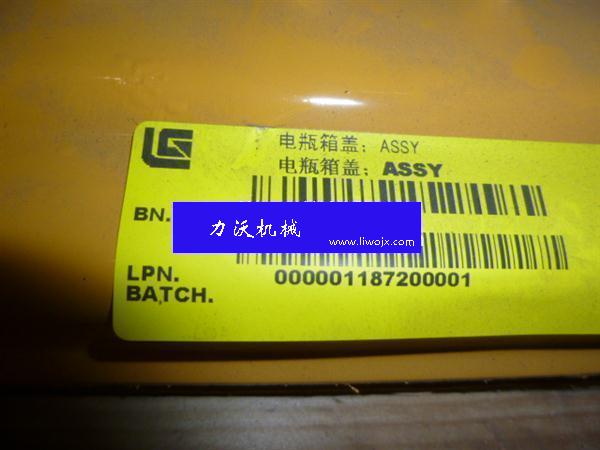 电瓶箱盖；ASSY
电瓶箱盖；ASSY
BN.
力沃机械
www.liwojx.com
LPN.
000001187200001
BATCH.